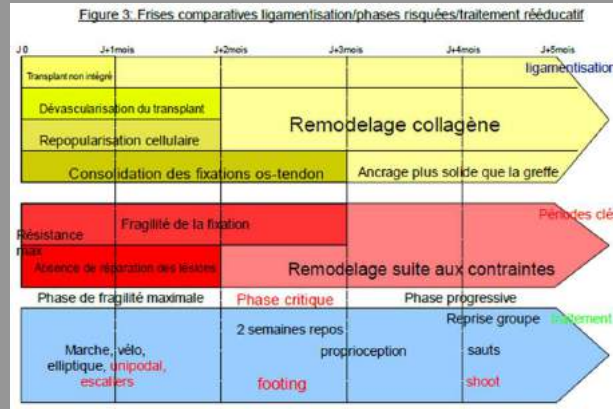 Figure 3: Frises comparatives ligamentisation/phases risquées/traitement rééducatif
J 0 J+1mois J+2mois J+3mois J+4mois J+5mois
Transplant non intégré
ligamentisation
Dévascularisation du transplant
Remodelage collagène
Repopularisation cellulaire
Consolidation des fixations os-tendon
Ancrage plus solide que la greffe
Fragilité de la fixation
Périodes clé
Résistance
max
Absence de réparation des lésions
Remodelage suite aux contraintes
Phase de fragilité maximale Phase critique Phase progressive
Reprise groupe traitement
2 semaines repos
Marche, vélo, proprioception sauts
elliptique, unipodal,
escaliers footing shoot